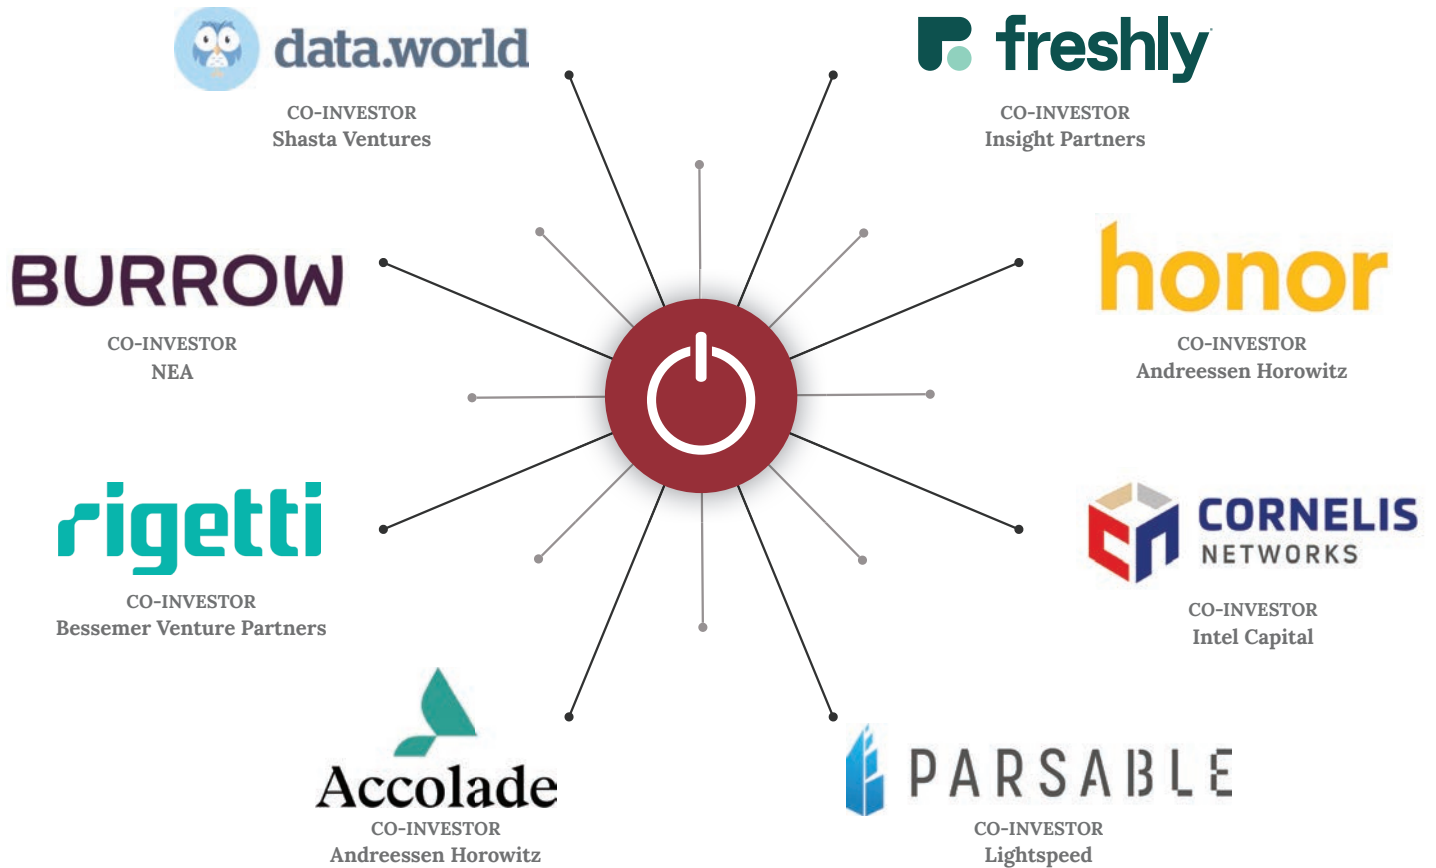 data.world
CO-INVESTOR
Shasta Ventures
freshly
CO-INVESTOR
Insight Partners
BURROW
CO-INVESTOR
NEA
honor
CO-INVESTOR
Andreessen Horowitz
rigetti
CO-INVESTOR
Bessemer Venture Partners
CORNELIS
NETWORKS
CO-INVESTOR
Intel Capital
Accolade
CO-INVESTOR
Andreessen Horowitz
PARSABLE
CO-INVESTOR
Lightspeed